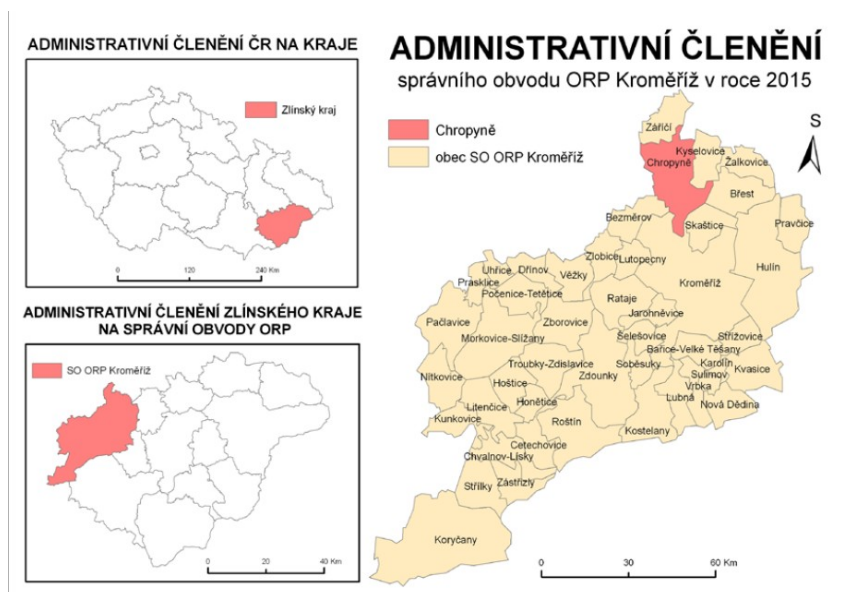 ADMINISTRATIVNÍ ČLENĚNÍ ČR NA KRAJE
Zlínský kraj
0 120 240 Km
ADMINISTRATIVNÍ ČLENĚNÍ ZLÍNSKÉHO KRAJE
NA SPRÁVNÍ OBVODY ORP
SO ORP Kroměříž
0 20 40 Km
ADMINISTRATIVNÍ ČLENĚNÍ
správního obvodu ORP Kroměříž v roce 2015
Chropyně
obec SO ORP Kroměříž
S
Záříčí
Kyselovice
Chropyně
Žalkovice
Břest
Bezměrov
Skaštice
Pravčice
Zlobice
Lutopecny
Hulín
Uhřice
Dřínov
Věžky
Prasklice
Kroměříž
Počenice-Tetětice
Rataje
Jarohněvice
Pačlavice
Zborovice
Morkovice-Slížany
Šelešovice
Střížovice
Bařice-Velké Těšany
Troubky-Zdislavice
Soběsuky
Karolín
Kvasice
Nítkovice
Zdounky
Sulimov
Hoštice
Vrbka
Lubná
Honětice
Litenčice
Nová Dědina
Kunkovice
Roštín
Kostelany
Cetechovice
Chvalnov-Lísky
Střílky
Zástřizly
Koryčany
0 30 60 Km